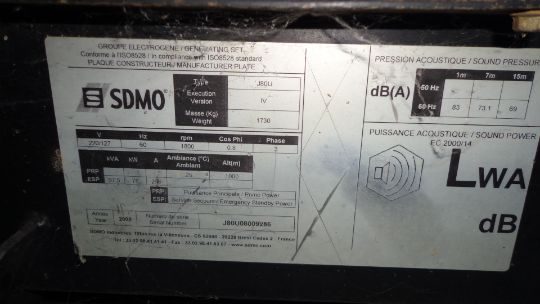 GROUPE ELECTROGENE / GENERATING SET
Conforme à ISO8528 / In compliance with ISO8528 standard
PLAQUE CONSTRUCTEUR / MANUFACTURER PLATE
SDMO
Type J80U
Execution Version IV
Masse (Kg) Weight 1730
V Hz rpm Cos Phi Phase
220/127 60 1800 0.8 3
kVA kW A Ambiance (°C) Ambiant Alt(m)
PRP 25 1000
ESP
PRP: Puissance Principale / Prime Power
ESP: Service secours / Emergency Standby Power
Année Year 2008 Numéro de série Serial Number J80U08009286
PRESSION ACOUSTIQUE / SOUND PRESSURE
1m 7m 15m
dB(A) 50 Hz
60 Hz 83 73.1 69
PUISSANCE ACOUSTIQUE / SOUND POWER
EC 2000/14
LWA
dB